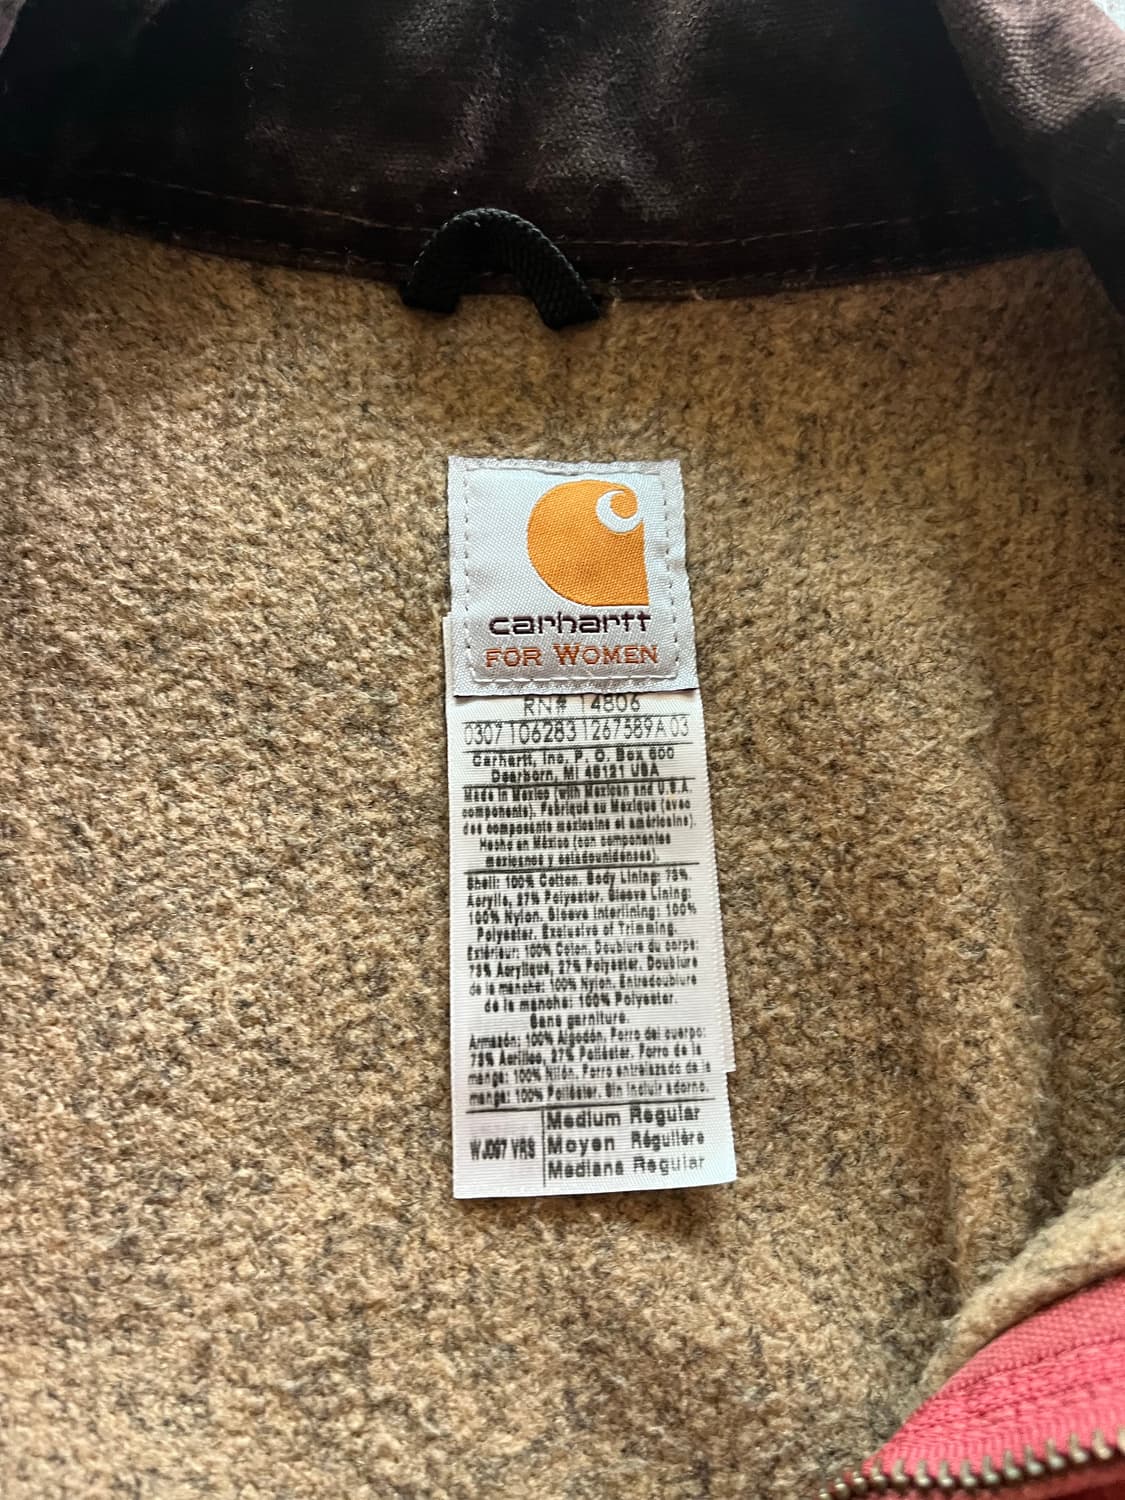 carhartt
FOR WOMEN
RN# 14806
0307 106283 1267589A 03
Carhartt, Inc, P. O. Box 600
Dearborn, MI 48121 USA
Made in Mexico (with Mexican and U.S.A.
components). Fabriqué au Mexique (avec
des composants mexicains et américains).
Hecho en México (con componentes
mexicanos y estadounidenses).
Shell: 100% Cotton. Body Lining: 73%
Acrylic, 27% Polyester. Sleeve Lining:
100% Nylon. Sleeve Interlining: 100%
Polyester. Exclusive of Trimming.
Extérieur: 100% Coton. Doublure du corps:
73% Acrylique, 27% Polyester. Doublure
de la manche: 100% Nylon. Entredoublure
de la manche: 100% Polyester.
Sans garniture.
Armazón: 100% Algodón. Forro del cuerpo:
73% Acrílico, 27% Poliéster. Forro de la
manga: 100% Nilón. Forro entrelazado de la
manga: 100% Poliéster. Sin incluir adorno.
WJ097 VRS
Medium Regular
Moyen Régulière
Mediana Regular